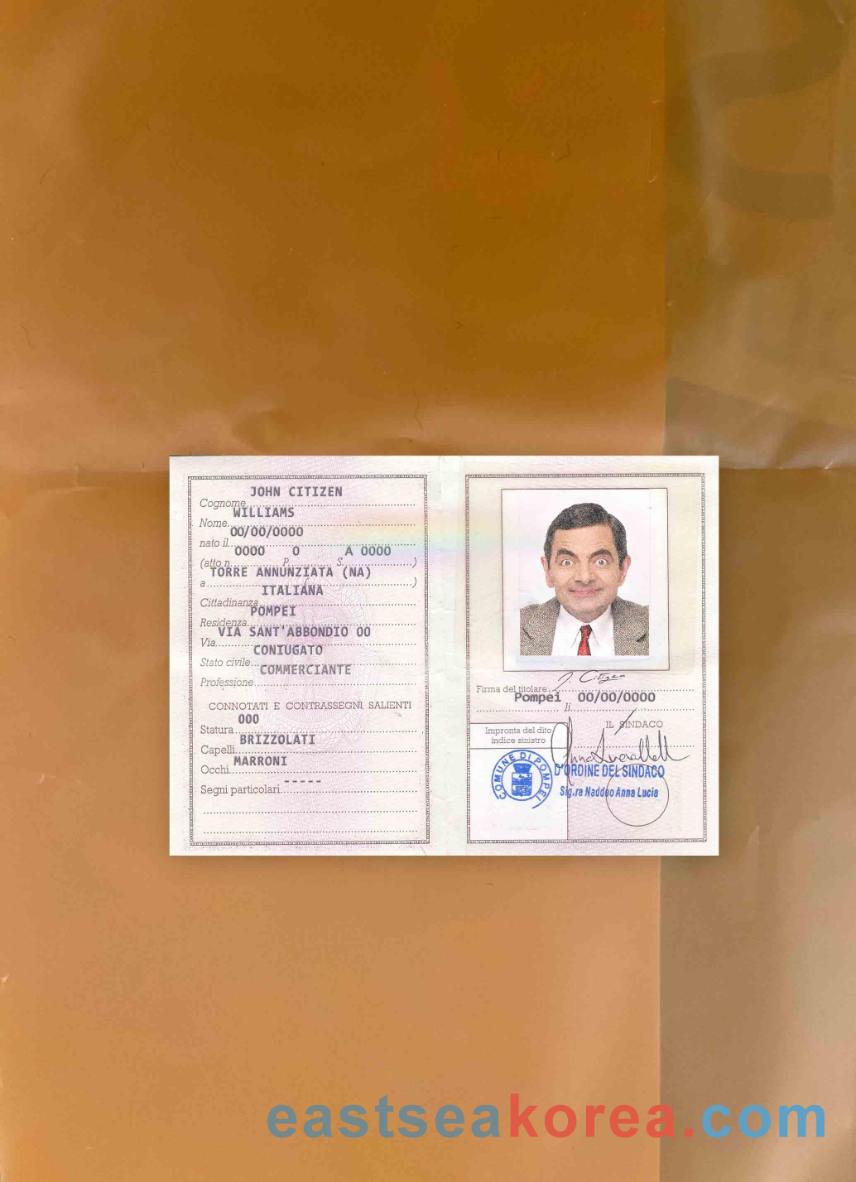 JOHN CITIZEN
Cognome
WILLIAMS
Nome
00/00/0000
nato il
0000 0 A 0000
(atto n. P. S. )
TORRE ANNUNZIATA (NA)
a )
ITALIANA
Cittadinanza
POMPEI
Residenza
VIA SANT'ABBONDIO 00
Via
CONIUGATO
Stato civile
COMMERCIANTE
Professione
CONNOTATI E CONTRASSEGNI SALIENTI
000
Statura
BRIZZOLATI
Capelli
MARRONI
Occhi
-----
Segni particolari
J. Citizen
Firma del titolare
Pompei li 00/00/0000
IL SINDACO
Impronta del dito
indice sinistro
COMUNE DI POMPEI
D'ORDINE DEL SINDACO
Sig.ra Naddeo Anna Lucia
eastseakorea.com